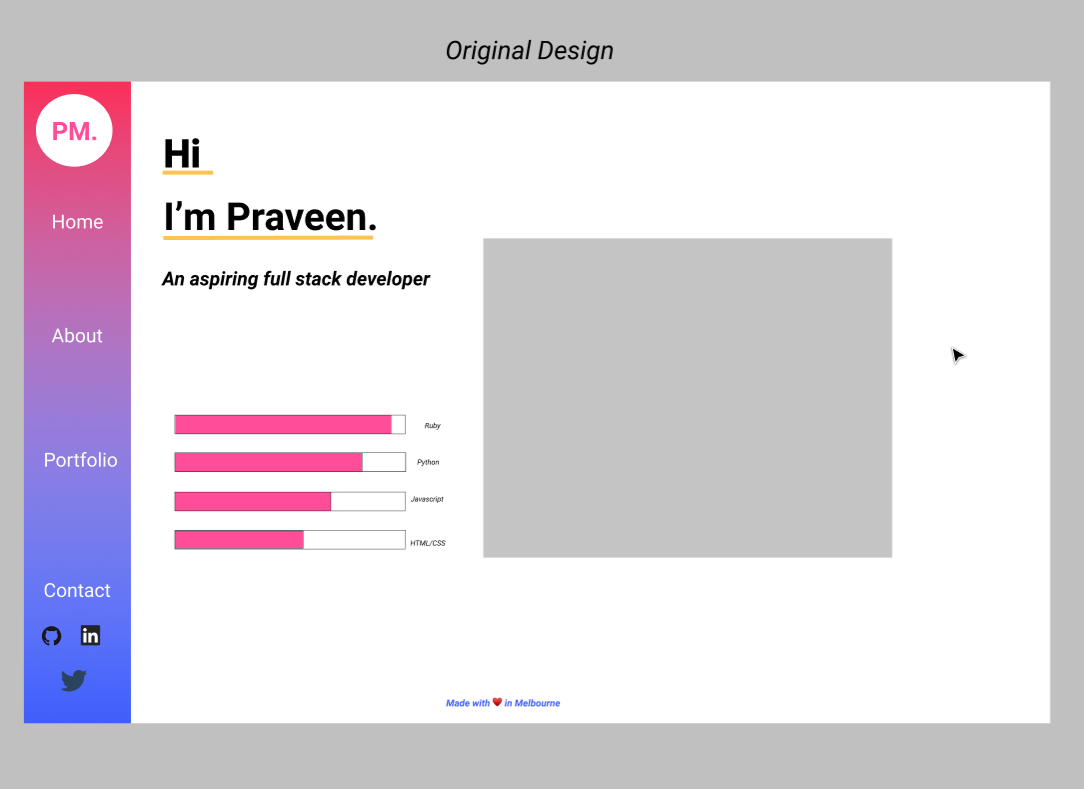 Original Design
PM.
Home
About
Portfolio
Contact
in
Hi
I’m Praveen.
An aspiring full stack developer
Ruby
Python
Javascript
HTML/CSS
Made with ❤️ in Melbourne